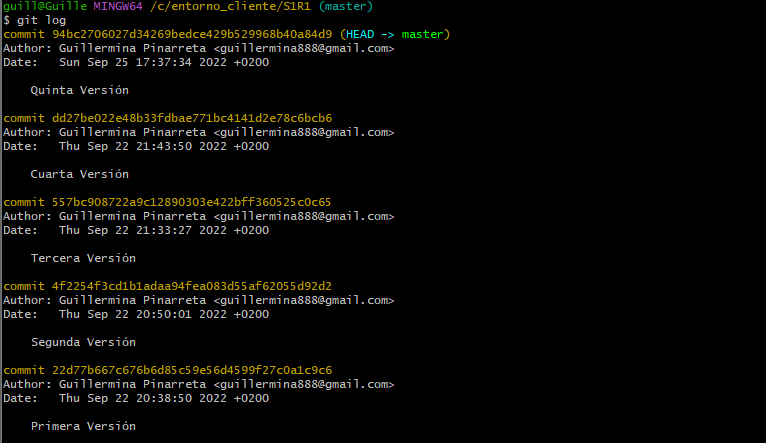 guill@Guille MINGW64 /c/entorno_cliente/S1R1 (master)
$ git log
commit 94bc2706027d34269bedce429b529968b40a84d9 (HEAD -> master)
Author: Guillermina Pinarreta <guillermina888@gmail.com>
Date:   Sun Sep 25 17:37:34 2022 +0200
    Quinta Versión
commit dd27be022e48b33fdbae771bc4141d2e78c6bcb6
Author: Guillermina Pinarreta <guillermina888@gmail.com>
Date:   Thu Sep 22 21:43:50 2022 +0200
    Cuarta Versión
commit 557bc908722a9c12890303e422bff360525c0c65
Author: Guillermina Pinarreta <guillermina888@gmail.com>
Date:   Thu Sep 22 21:33:27 2022 +0200
    Tercera Versión
commit 4f2254f3cd1b1adaa94fea083d55af62055d92d2
Author: Guillermina Pinarreta <guillermina888@gmail.com>
Date:   Thu Sep 22 20:50:01 2022 +0200
    Segunda Versión
commit 22d77b667c676b6d85c59e56d4599f27c0a1c9c6
Author: Guillermina Pinarreta <guillermina888@gmail.com>
Date:   Thu Sep 22 20:38:50 2022 +0200
    Primera Versión